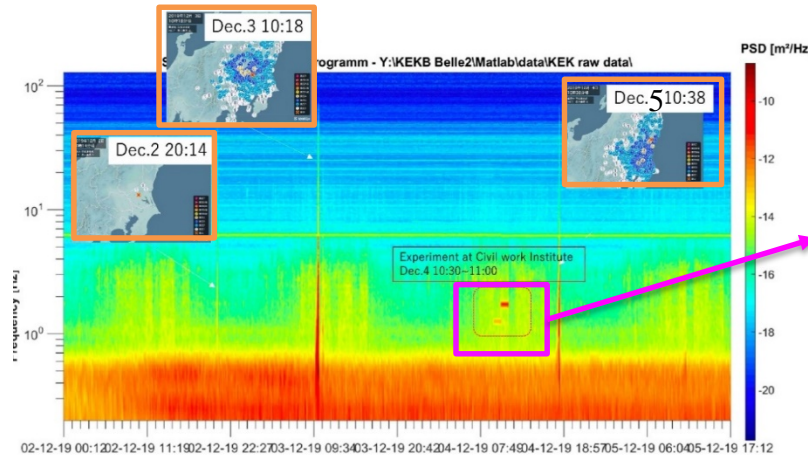 Dec.3 10:18
rogramm - Y:\KEKB Belle2\Matlab\data\KEK raw data\
PSD [m²/Hz
Dec.5 10:38
Dec.2 20:14
Experiment at Civil work Institute
Dec.4 10:30~11:00
10²
10¹
10⁰
-10
-12
-14
-16
-18
-20
02-12-19 00:12 02-12-19 11:19 02-12-19 22:27 03-12-19 09:34 03-12-19 20:42 04-12-19 07:49 04-12-19 18:57 05-12-19 06:04 05-12-19 17:12